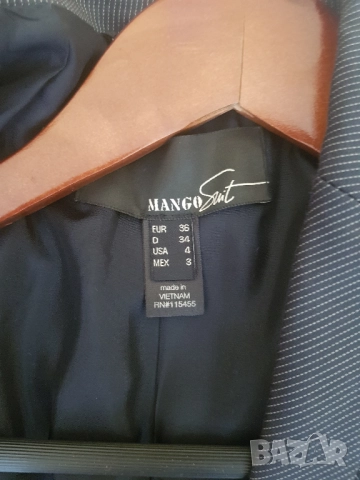 MANGO Suit
EUR 36
D 34
USA 4
MEX 3
made in
VIETNAM
RN#115455
BAZAR